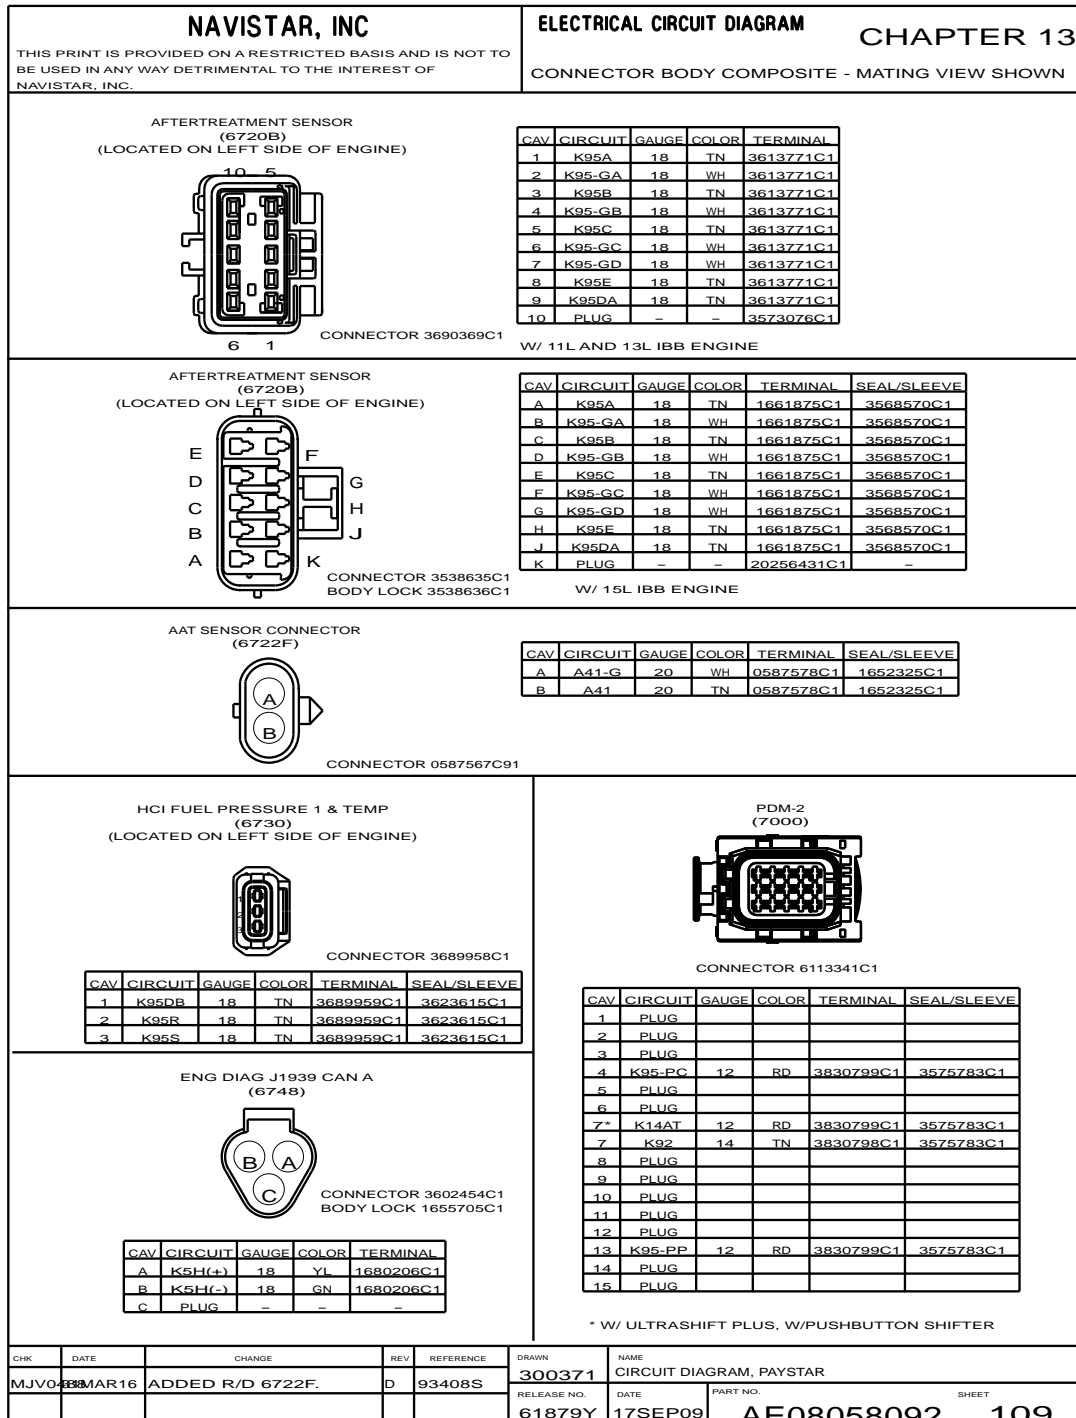 NAVISTAR, INC
THIS PRINT IS PROVIDED ON A RESTRICTED BASIS AND IS NOT TO
BE USED IN ANY WAY DETRIMENTAL TO THE INTEREST OF
NAVISTAR, INC.
ELECTRICAL CIRCUIT DIAGRAM
CHAPTER 13
CONNECTOR BODY COMPOSITE - MATING VIEW SHOWN
AFTERTREATMENT SENSOR
(6720B)
(LOCATED ON LEFT SIDE OF ENGINE)
10 5
6 1
CONNECTOR 3690369C1
CAV CIRCUIT GAUGE COLOR TERMINAL
1 K95A 18 TN 3613771C1
2 K95-GA 18 WH 3613771C1
3 K95B 18 TN 3613771C1
4 K95-GB 18 WH 3613771C1
5 K95C 18 TN 3613771C1
6 K95-GC 18 WH 3613771C1
7 K95-GD 18 WH 3613771C1
8 K95E 18 TN 3613771C1
9 K95DA 18 TN 3613771C1
10 PLUG – – 3573076C1
W/ 11L AND 13L IBB ENGINE
AFTERTREATMENT SENSOR
(6720B)
(LOCATED ON LEFT SIDE OF ENGINE)
E F
D G
C H
B J
A K
CONNECTOR 3538635C1
BODY LOCK 3538636C1
CAV CIRCUIT GAUGE COLOR TERMINAL SEAL/SLEEVE
A K95A 18 TN 1661875C1 3568570C1
B K95-GA 18 WH 1661875C1 3568570C1
C K95B 18 TN 1661875C1 3568570C1
D K95-GB 18 WH 1661875C1 3568570C1
E K95C 18 TN 1661875C1 3568570C1
F K95-GC 18 WH 1661875C1 3568570C1
G K95-GD 18 WH 1661875C1 3568570C1
H K95E 18 TN 1661875C1 3568570C1
J K95DA 18 TN 1661875C1 3568570C1
K PLUG – – 20256431C1 –
W/ 15L IBB ENGINE
AAT SENSOR CONNECTOR
(6722F)
A
B
CONNECTOR 0587567C91
CAV CIRCUIT GAUGE COLOR TERMINAL SEAL/SLEEVE
A A41-G 20 WH 0587578C1 1652325C1
B A41 20 TN 0587578C1 1652325C1
HCI FUEL PRESSURE 1 & TEMP
(6730)
(LOCATED ON LEFT SIDE OF ENGINE)
1
2
3
CONNECTOR 3689958C1
CAV CIRCUIT GAUGE COLOR TERMINAL SEAL/SLEEVE
1 K95DB 18 TN 3689959C1 3623615C1
2 K95R 18 TN 3689959C1 3623615C1
3 K95S 18 TN 3689959C1 3623615C1
ENG DIAG J1939 CAN A
(6748)
B A
C
CONNECTOR 3602454C1
BODY LOCK 1655705C1
CAV CIRCUIT GAUGE COLOR TERMINAL
A K5H(+) 18 YL 1680206C1
B K5H(-) 18 GN 1680206C1
C PLUG – – –
PDM-2
(7000)
CONNECTOR 6113341C1
CAV CIRCUIT GAUGE COLOR TERMINAL SEAL/SLEEVE
1 PLUG
2 PLUG
3 PLUG
4 K95-PC 12 RD 3830799C1 3575783C1
5 PLUG
6 PLUG
7* K14AT 12 RD 3830799C1 3575783C1
7 K92 14 TN 3830798C1 3575783C1
8 PLUG
9 PLUG
10 PLUG
11 PLUG
12 PLUG
13 K95-PP 12 RD 3830799C1 3575783C1
14 PLUG
15 PLUG
* W/ ULTRASHIFT PLUS, W/PUSHBUTTON SHIFTER
CHK DATE CHANGE REV REFERENCE
ADDED R/D 6722F. D 93408S
DRAWN
300371
NAME
CIRCUIT DIAGRAM, PAYSTAR
RELEASE NO.
61879Y
DATE
17SEP09
PART NO.
AE08058092
SHEET
109